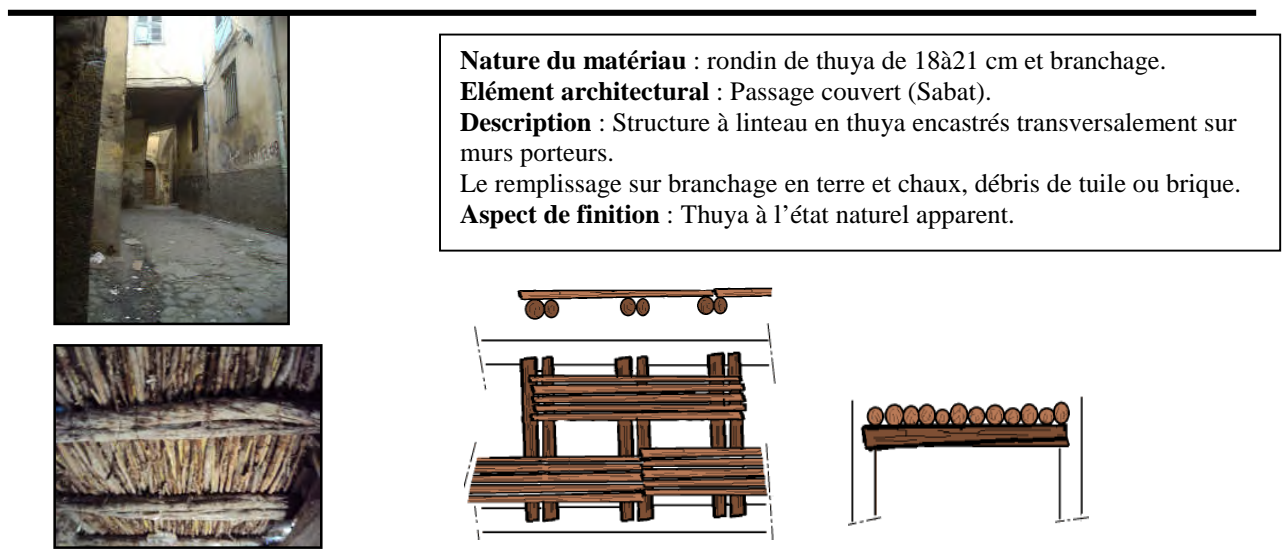 Nature du matériau : rondin de thuya de 18à21 cm et branchage.
Elément architectural : Passage couvert (Sabat).
Description : Structure à linteau en thuya encastrés transversalement sur
murs porteurs.
Le remplissage sur branchage en terre et chaux, débris de tuile ou brique.
Aspect de finition : Thuya à l’état naturel apparent.